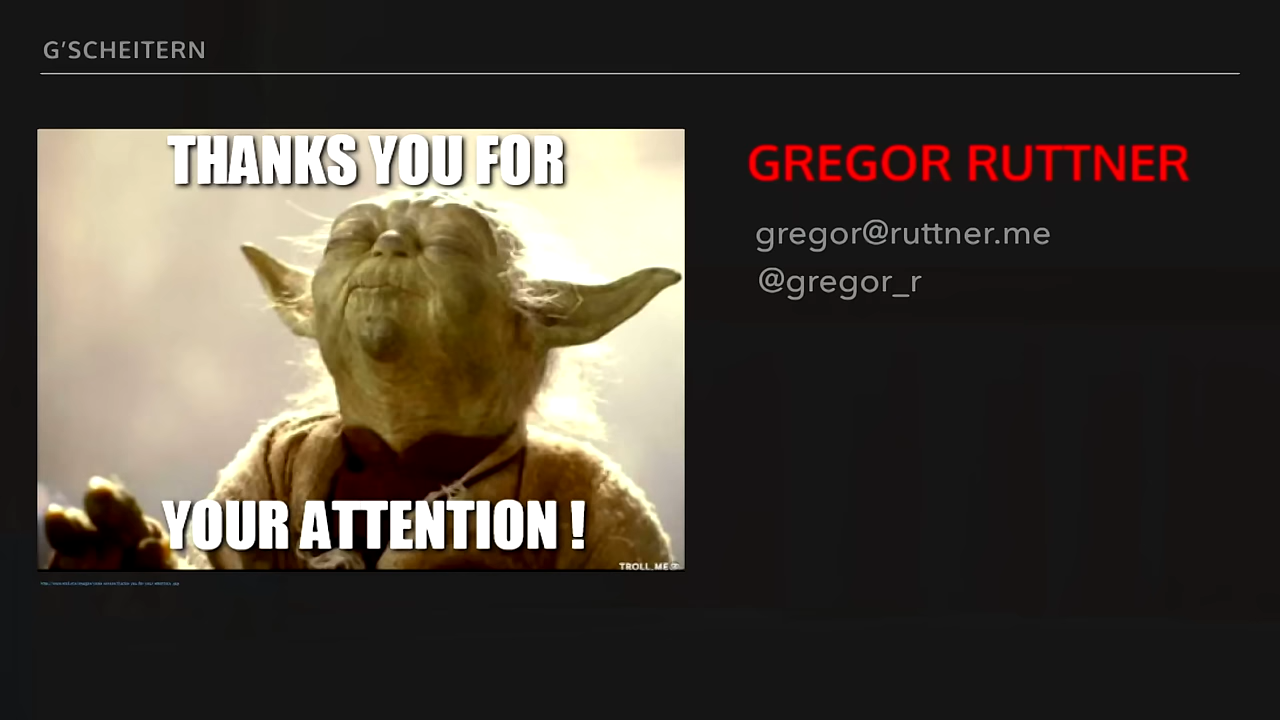 G’SCHEITERN
THANKS YOU FOR
YOUR ATTENTION !
TROLL.ME
GREGOR RUTTNER
gregor@ruttner.me
@gregor_r